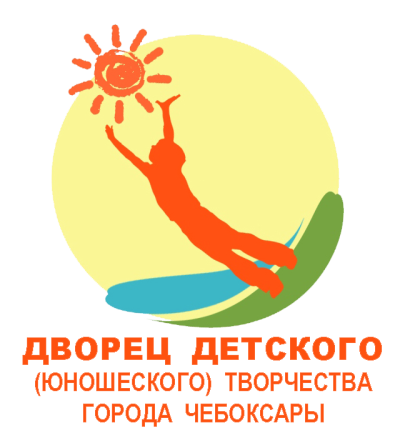 ДВОРЕЦ ДЕТСКОГО
(ЮНОШЕСКОГО) ТВОРЧЕСТВА
ГОРОДА ЧЕБОКСАРЫ